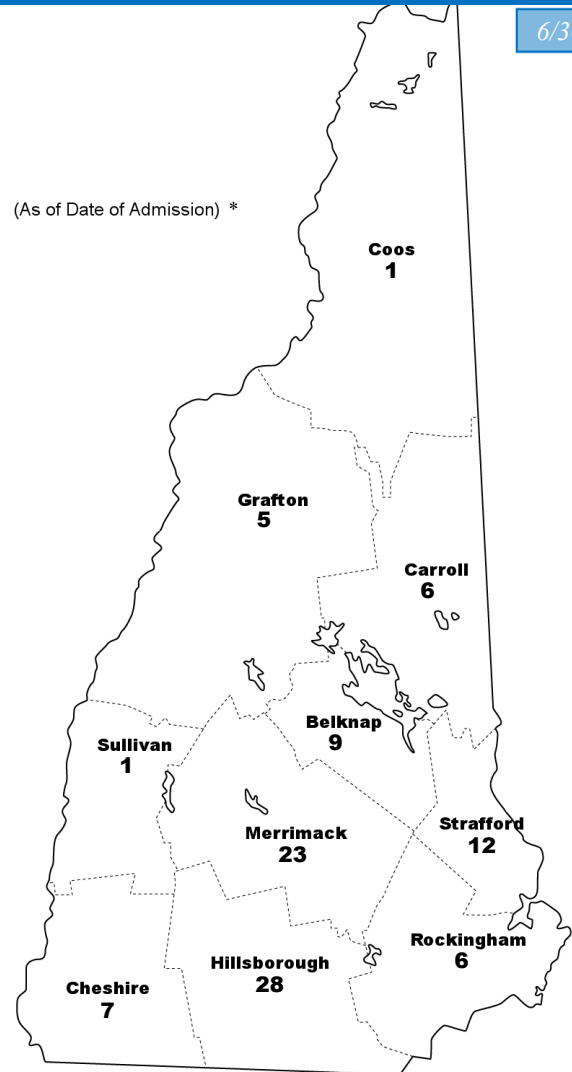 6/3
(As of Date of Admission) *
Coos
1
Grafton
5
Carroll
6
Belknap
9
Sullivan
1
Merrimack
23
Strafford
12
Rockingham
6
Hillsborough
28
Cheshire
7